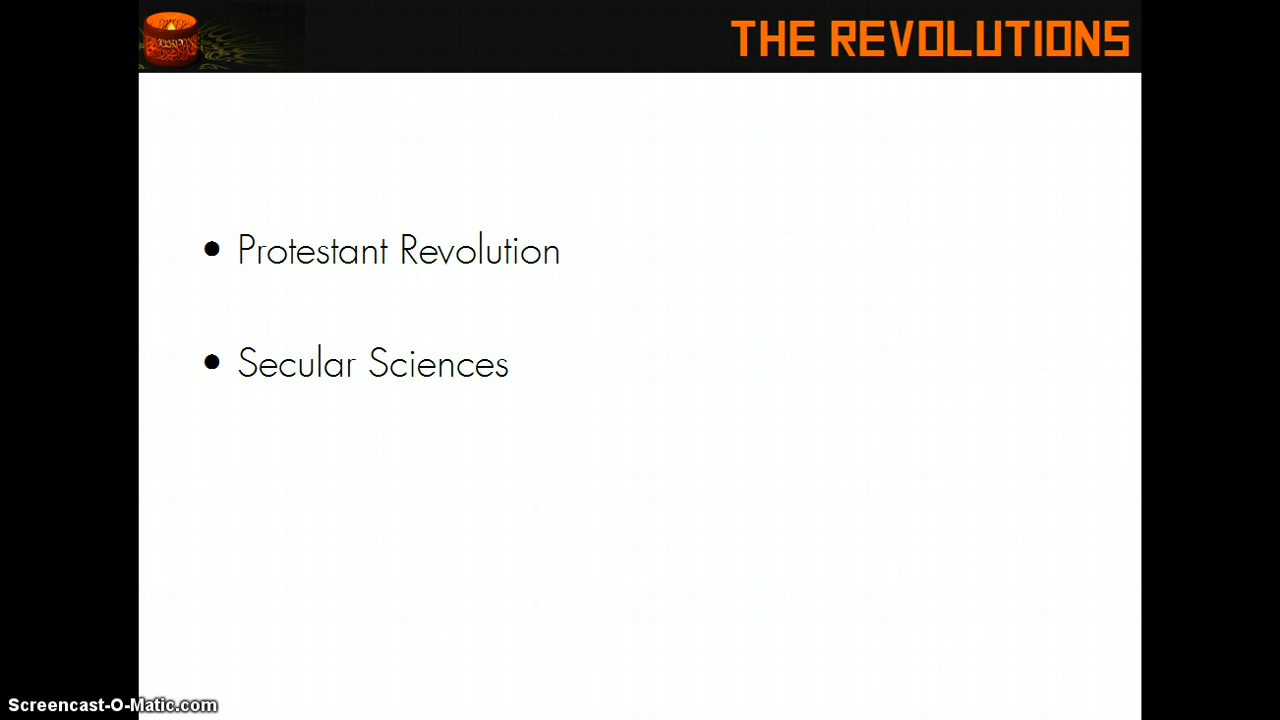 THE REVOLUTIONS
• Protestant Revolution
• Secular Sciences
Screencast-O-Matic.com